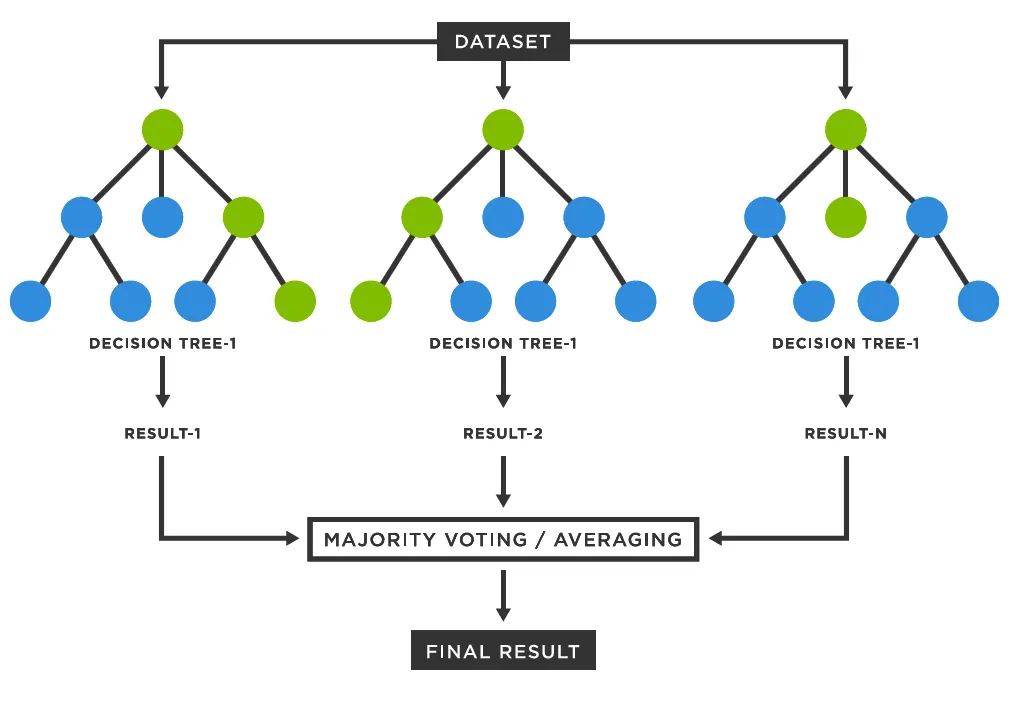 DATASET
DECISION TREE-1
DECISION TREE-1
DECISION TREE-1
RESULT-1
RESULT-2
RESULT-N
MAJORITY VOTING / AVERAGING
FINAL RESULT